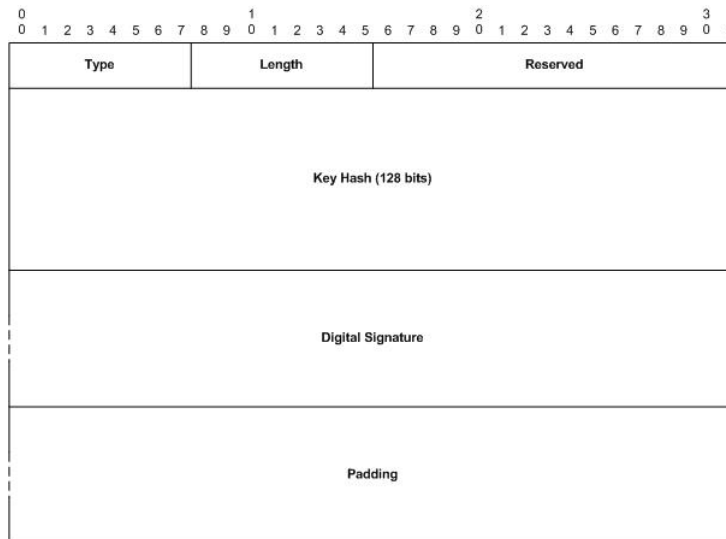 0 1 2 3
0 1 2 3 4 5 6 7 8 9 0 1 2 3 4 5 6 7 8 9 0 1 2 3 4 5 6 7 8 9 0
Type Length Reserved
Key Hash (128 bits)
Digital Signature
Padding